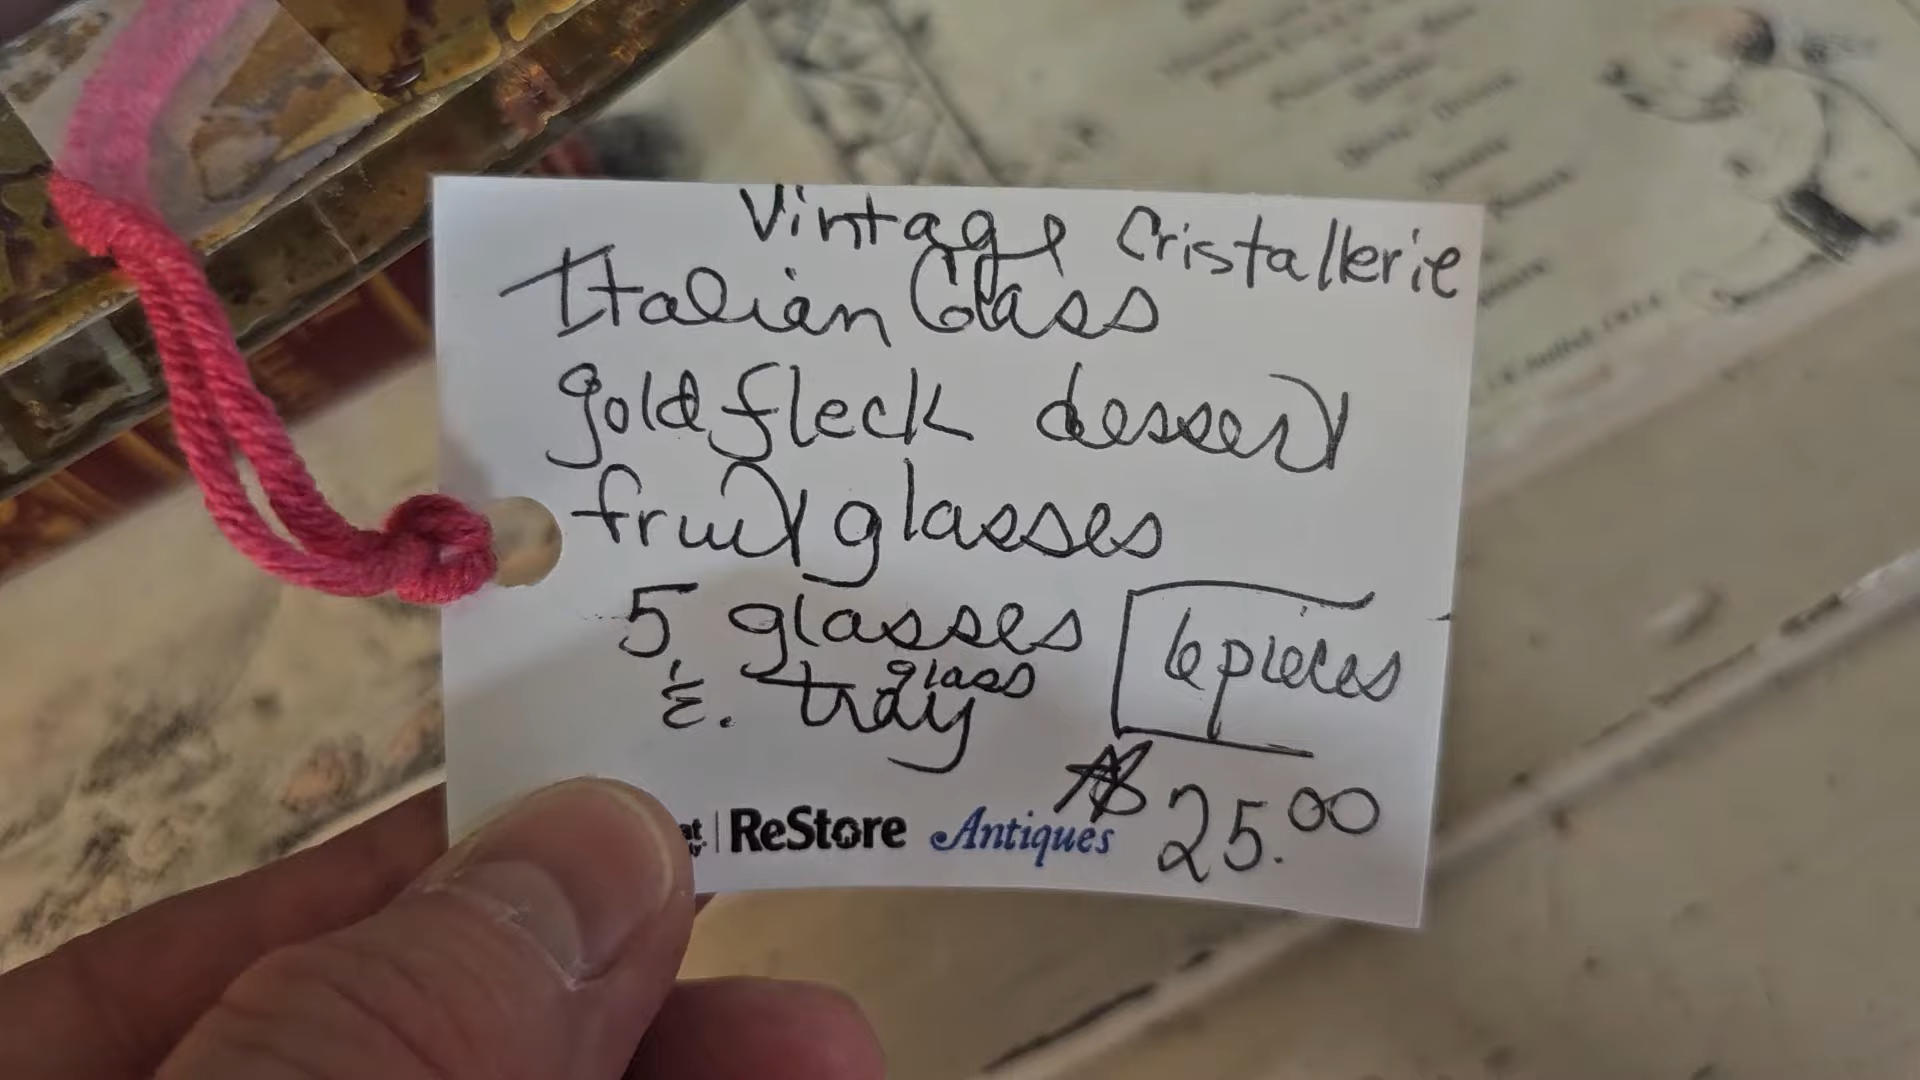 Vintage Cristallerie
Italian Glass
gold fleck dessert
fruit glasses
5 glasses
&. glass tray
6 pieces
$25.00
ReStore Antiques